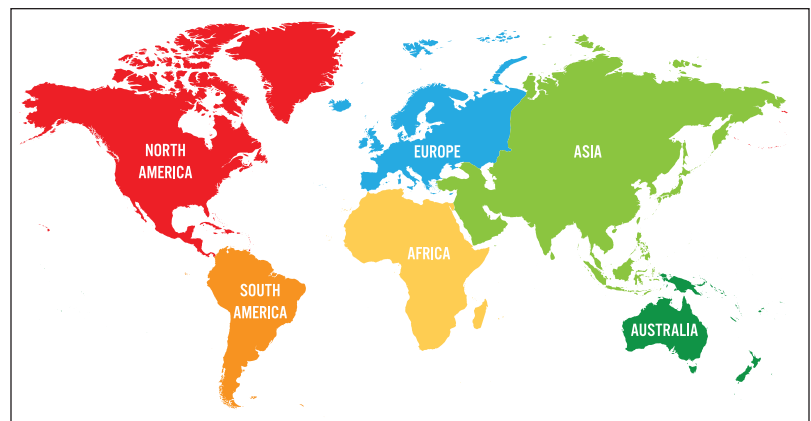 NORTH
AMERICA
EUROPE
ASIA
AFRICA
SOUTH
AMERICA
AUSTRALIA